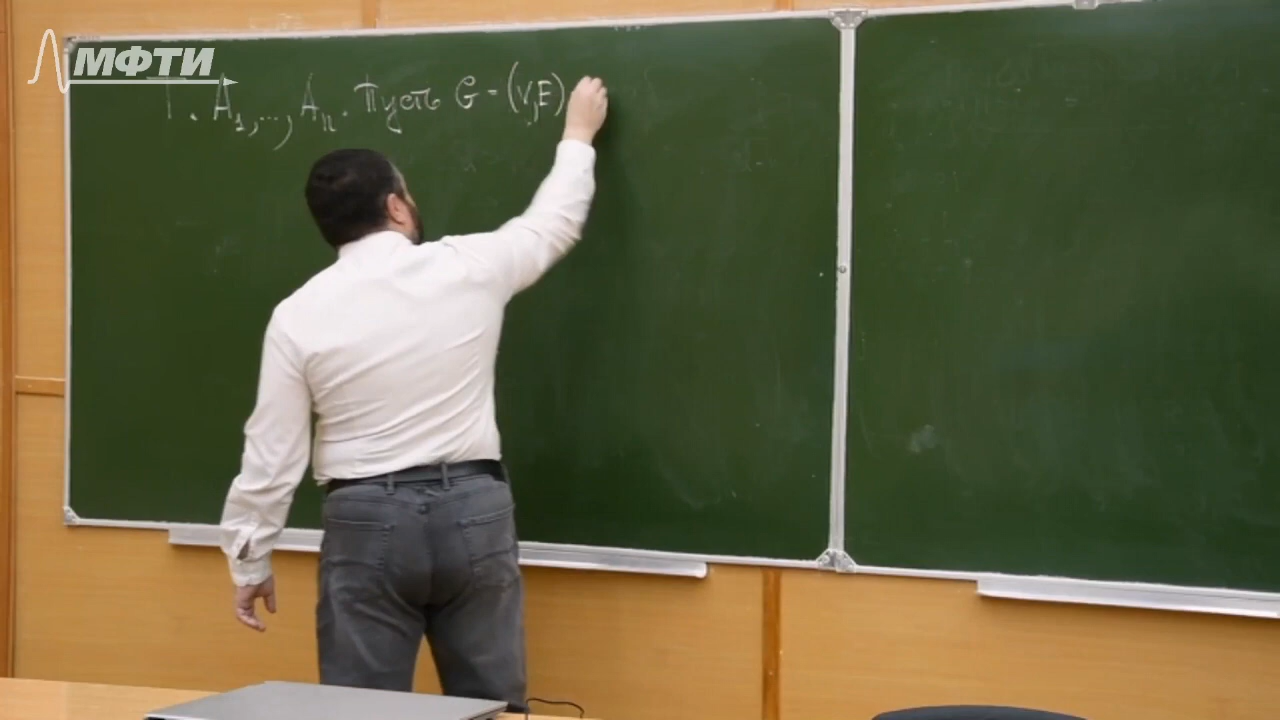 МФТИ
Т. A₁,..., Aₙ. Пусть G = (V,E)